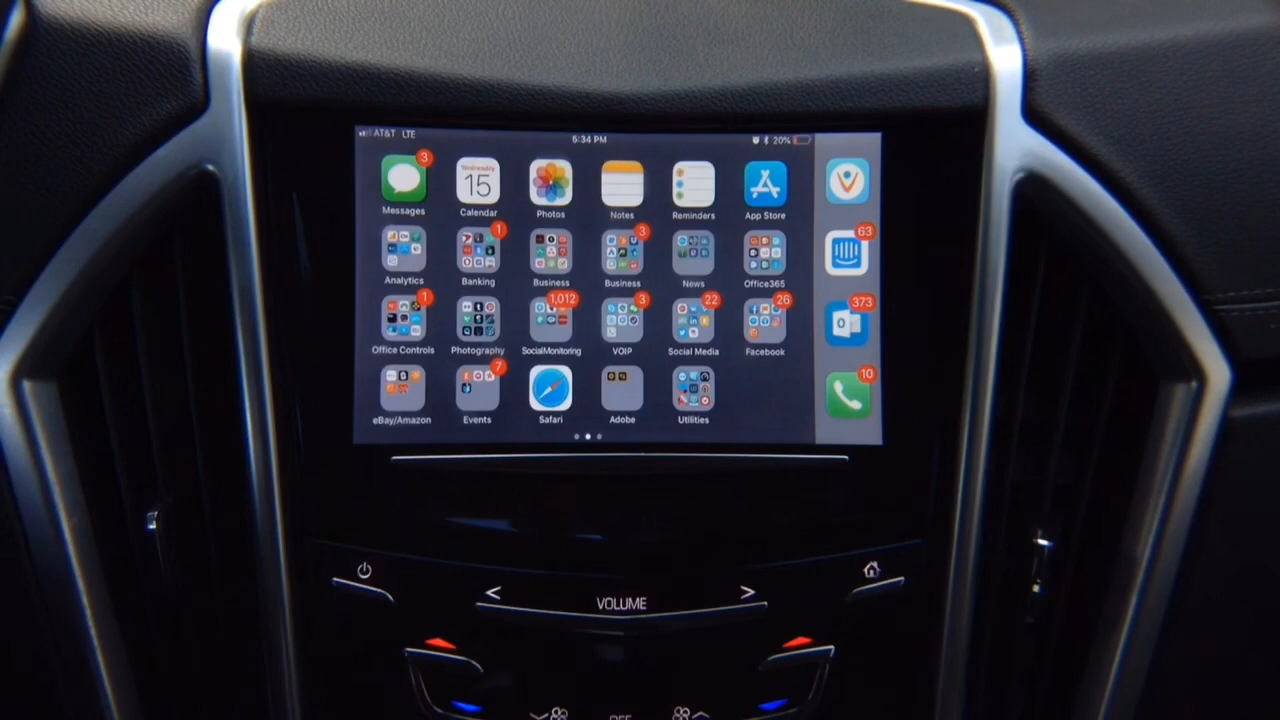 AT&T LTE 5:34 PM 20%
3
Wednesday
15
Messages Calendar Photos Notes Reminders App Store
1 3 63
Analytics Banking Business Business News Office365
1 1,012 3 22 26 373
Office Controls Photography SocialMonitoring VOIP Social Media Facebook
7 10
eBay/Amazon Events Safari Adobe Utilities
< VOLUME >
OFF